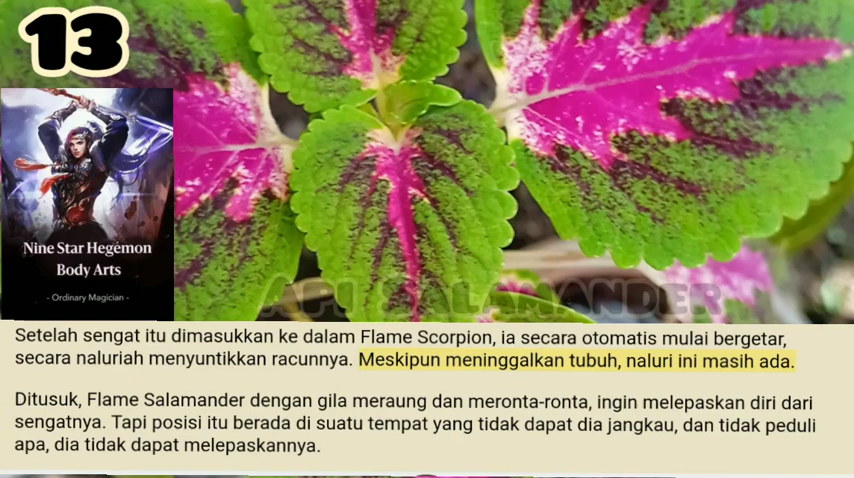 13
Nine Star Hegemon
Body Arts
- Ordinary Magician -
API SALAMANDER
Setelah sengat itu dimasukkan ke dalam Flame Scorpion, ia secara otomatis mulai bergetar,
secara naluriah menyuntikkan racunnya. Meskipun meninggalkan tubuh, naluri ini masih ada.
Ditusuk, Flame Salamander dengan gila meraung dan meronta-ronta, ingin melepaskan diri dari
sengatnya. Tapi posisi itu berada di suatu tempat yang tidak dapat dia jangkau, dan tidak peduli
apa, dia tidak dapat melepaskannya.